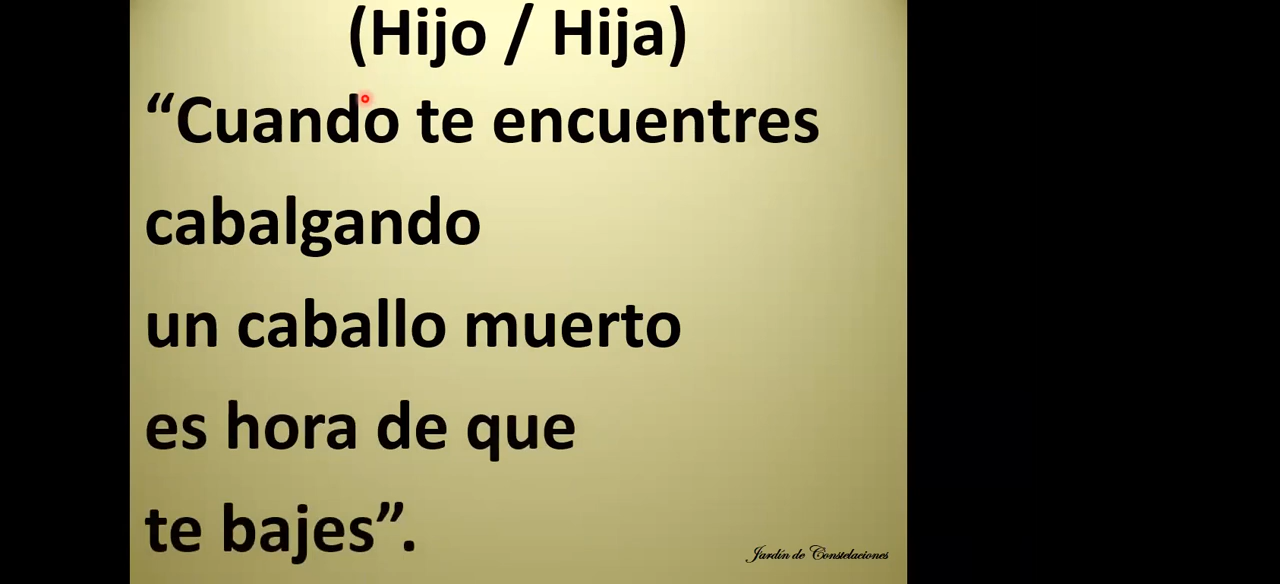 (Hijo / Hija)
“Cuando te encuentres
cabalgando
un caballo muerto
es hora de que
te bajes”.
Jardín de Constelaciones